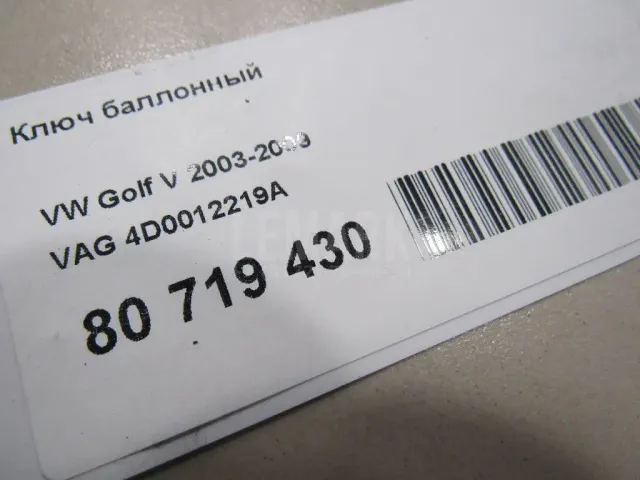 Ключ баллонный
VW Golf V 2003-2009
VAG 4D0012219A
80 719 430